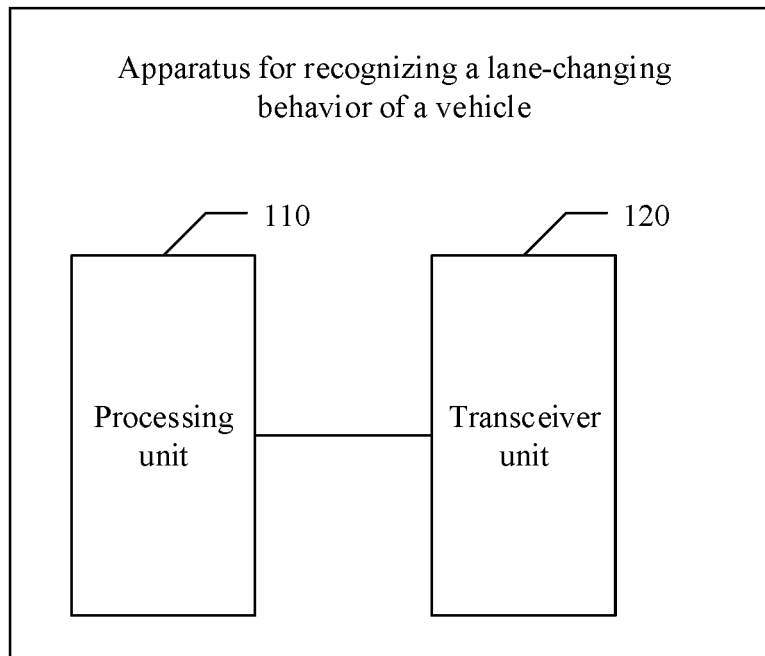 Apparatus for recognizing a lane-changing
behavior of a vehicle
110
120
Processing
unit
Transceiver
unit